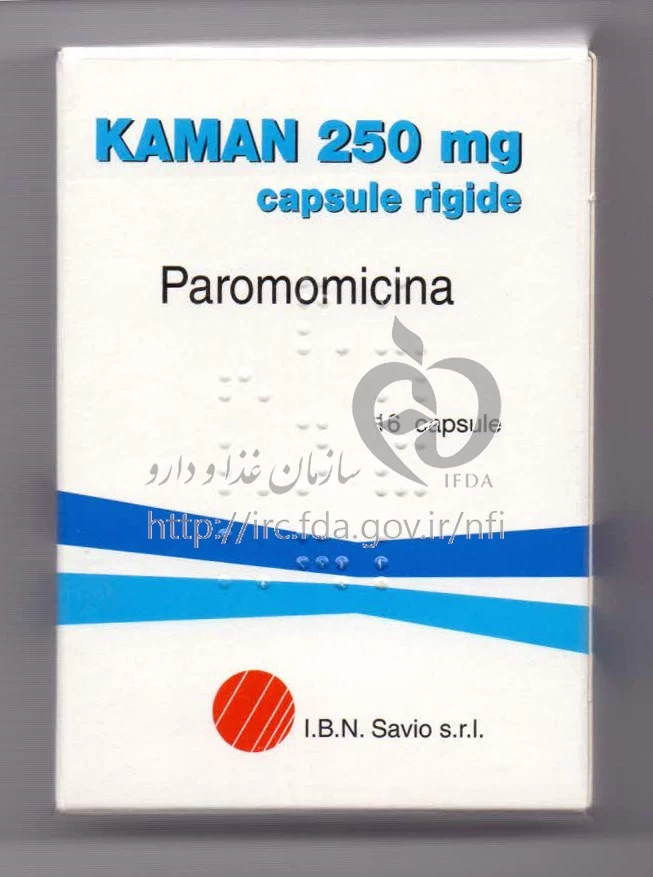 KAMAN 250 mg
capsule rigide
Paromomicina
16 capsule
IFDA
سازمان غذا و دارو
http://irc.fda.gov.ir/nfi
I.B.N. Savio s.r.l.